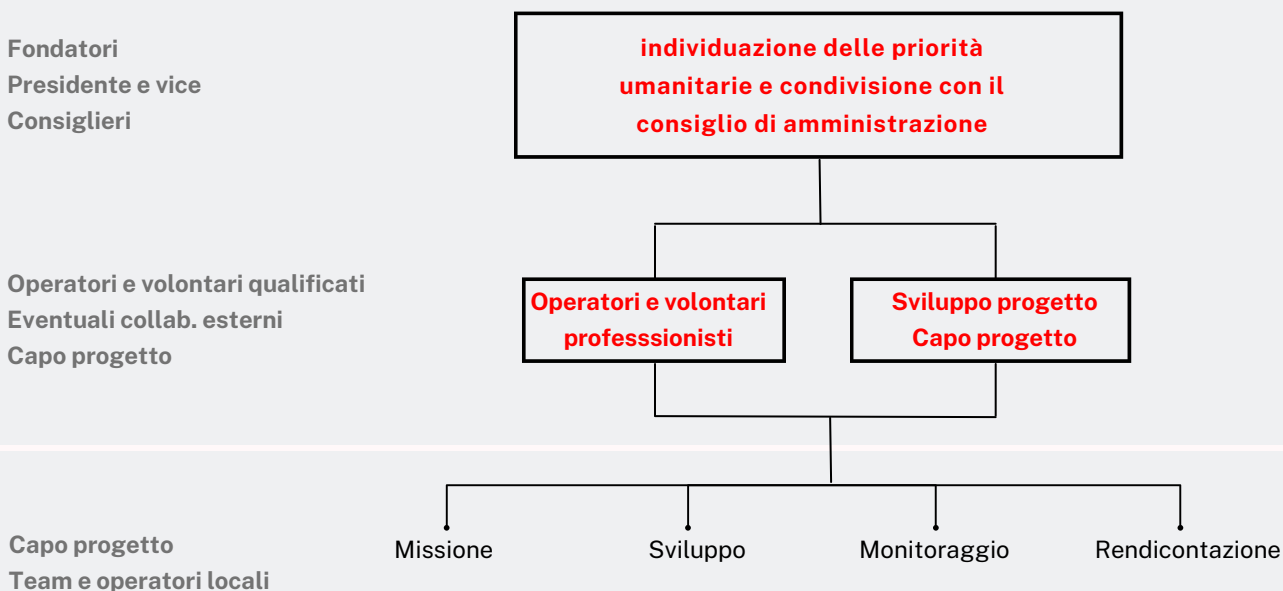 Fondatori
Presidente e vice
Consiglieri
individuazione delle priorità
umanitarie e condivisione con il
consiglio di amministrazione
Operatori e volontari qualificati
Eventuali collab. esterni
Capo progetto
Operatori e volontari
professsionisti
Sviluppo progetto
Capo progetto
Capo progetto
Team e operatori locali
Missione
Sviluppo
Monitoraggio
Rendicontazione